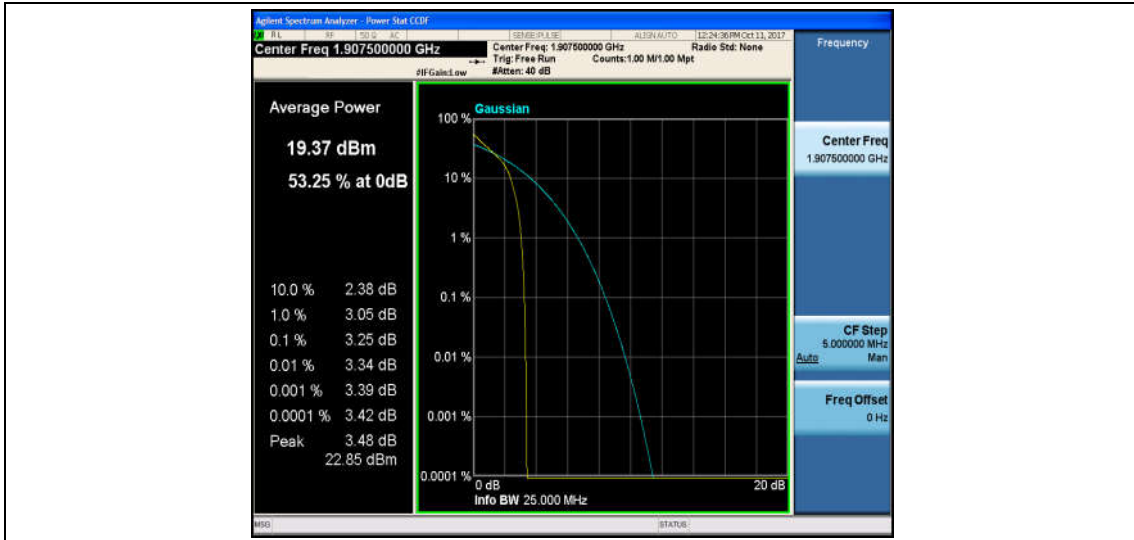 Agilent Spectrum Analyzer - Power Stat CCDF
RL RF 50 Ω AC SENSE:PULSE ALIGNAUTO 12:24:36 PM Oct 11, 2017
Center Freq 1.907500000 GHz
Center Freq: 1.907500000 GHz Radio Std: None
Trig: Free Run Counts:1.00 M/1.00 Mpt
#IFGain:Low #Atten: 40 dB
Frequency
Average Power
19.37 dBm
53.25 % at 0dB
10.0 % 2.38 dB
1.0 % 3.05 dB
0.1 % 3.25 dB
0.01 % 3.34 dB
0.001 % 3.39 dB
0.0001 % 3.42 dB
Peak 3.48 dB
22.85 dBm
Gaussian
100 %
10 %
1 %
0.1 %
0.01 %
0.001 %
0.0001 %
0 dB 20 dB
Info BW 25.000 MHz
Center Freq
1.907500000 GHz
CF Step
5.000000 MHz
Auto Man
Freq Offset
0 Hz
MSG STATUS